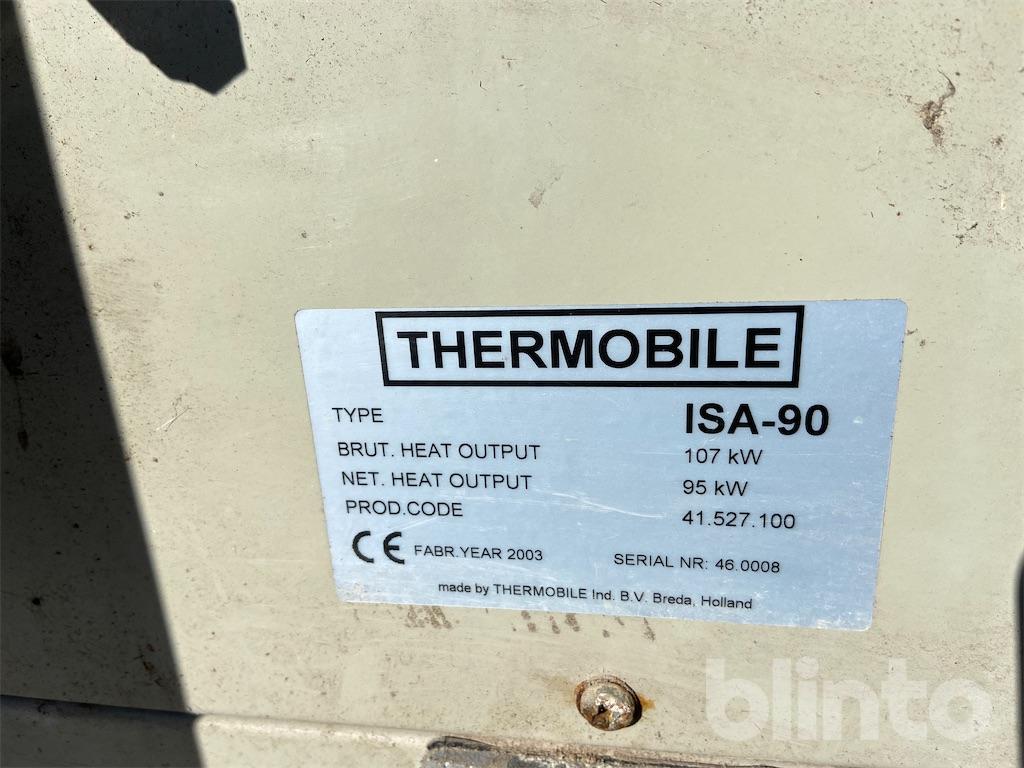 THERMOBILE
TYPE ISA-90
BRUT. HEAT OUTPUT 107 kW
NET. HEAT OUTPUT 95 kW
PROD.CODE 41.527.100
CE FABR.YEAR 2003 SERIAL NR: 46.0008
made by THERMOBILE Ind. B.V. Breda, Holland
blinto